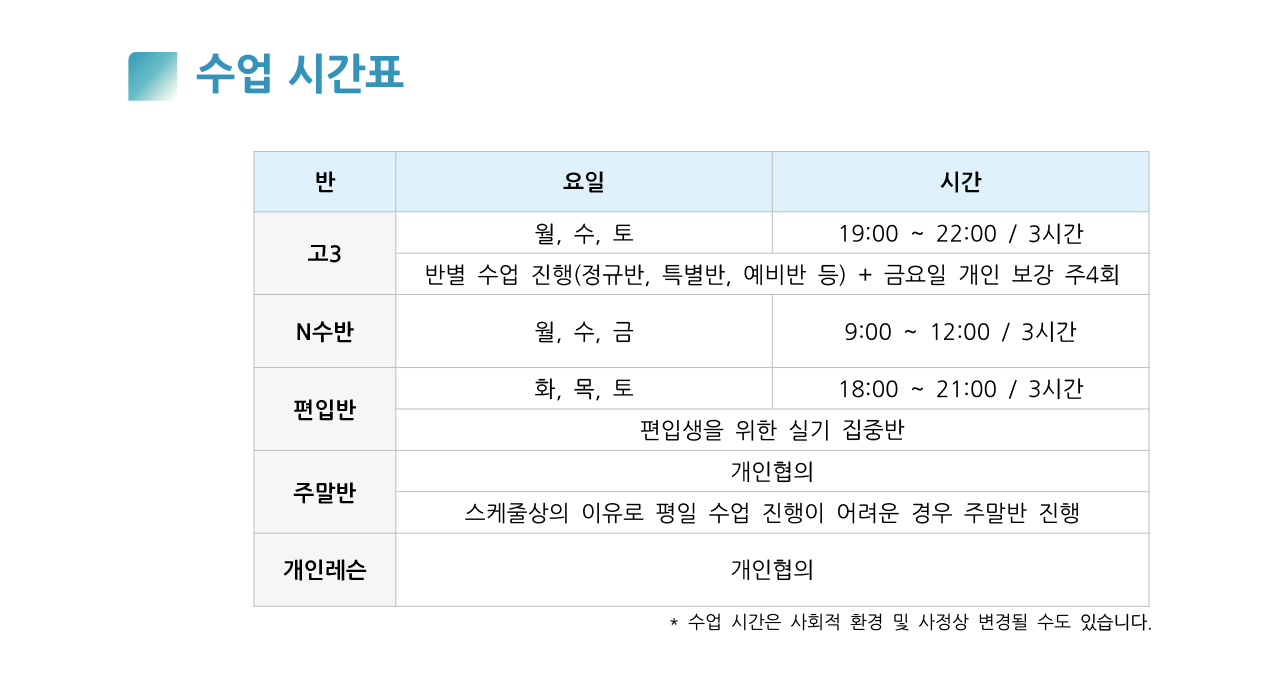 수업 시간표
반 요일 시간
고3
월, 수, 토 19:00 ~ 22:00 / 3시간
반별 수업 진행(정규반, 특별반, 예비반 등) + 금요일 개인 보강 주4회
N수반 월, 수, 금 9:00 ~ 12:00 / 3시간
편입반
화, 목, 토 18:00 ~ 21:00 / 3시간
편입생을 위한 실기 집중반
주말반
개인협의
스케줄상의 이유로 평일 수업 진행이 어려운 경우 주말반 진행
개인레슨 개인협의
* 수업 시간은 사회적 환경 및 사정상 변경될 수도 있습니다.